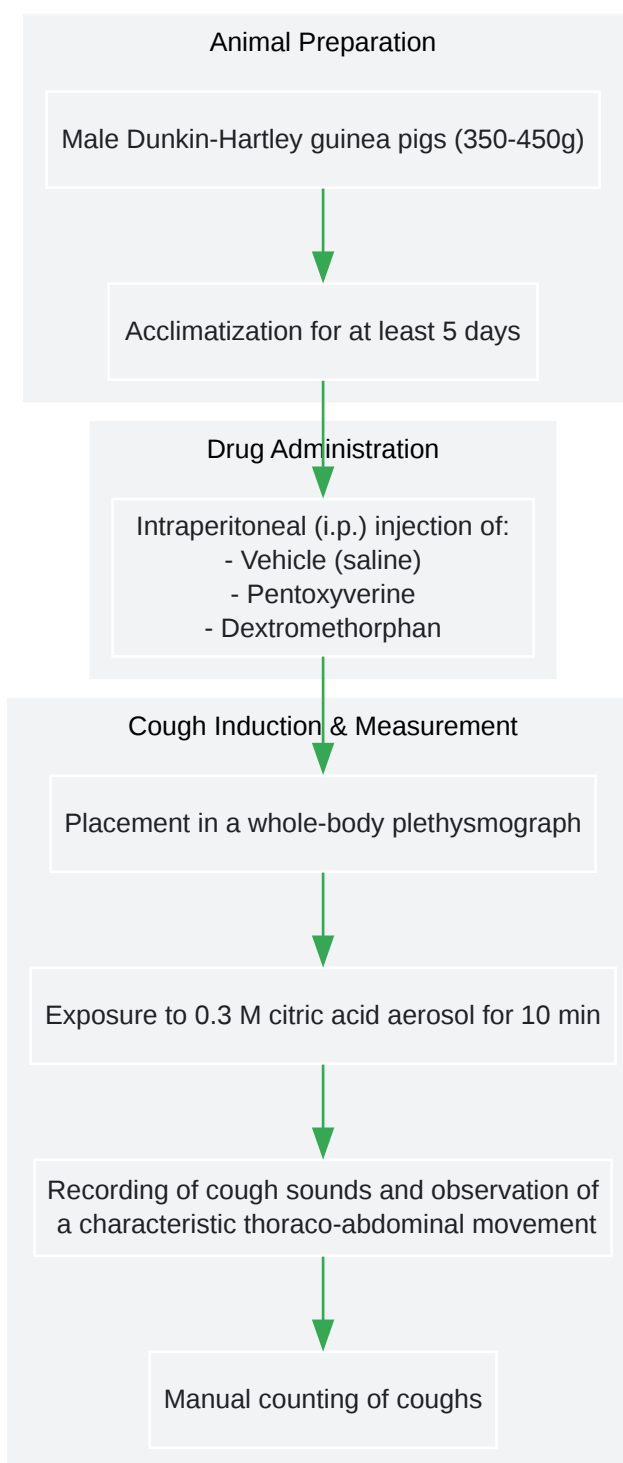 Animal Preparation
Male Dunkin-Hartley guinea pigs (350-450g)
Acclimatization for at least 5 days
Drug Administration
Intraperitoneal (i.p.) injection of:
- Vehicle (saline)
- Pentoxyverine
- Dextromethorphan
Cough Induction & Measurement
Placement in a whole-body plethysmograph
Exposure to 0.3 M citric acid aerosol for 10 min
Recording of cough sounds and observation of
a characteristic thoraco-abdominal movement
Manual counting of coughs